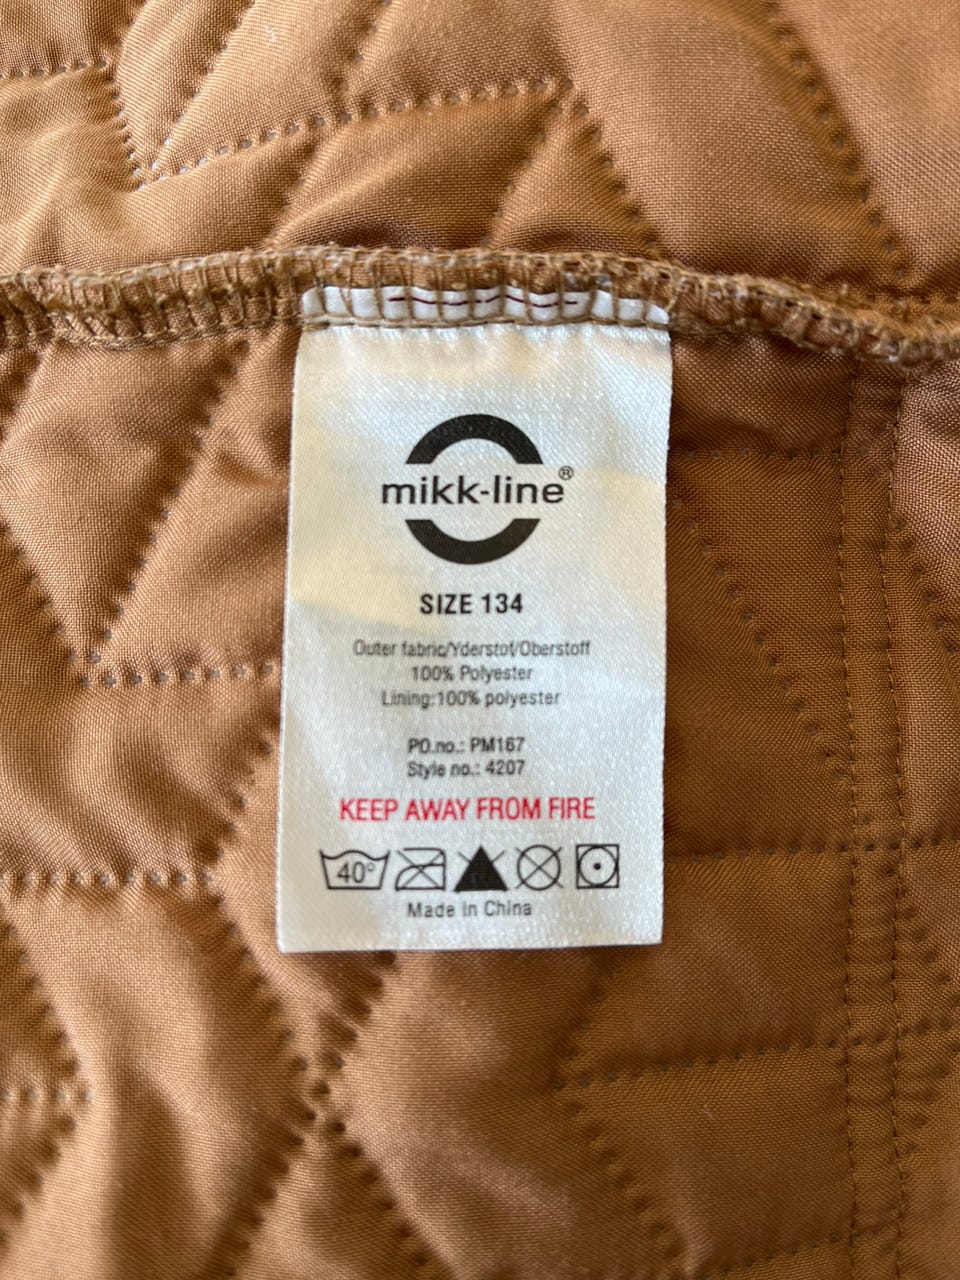 mikk-line®
SIZE 134
Outer fabric/Yderstof/Oberstoff
100% Polyester
Lining:100% polyester
PO.no.: PM167
Style no.: 4207
KEEP AWAY FROM FIRE
40°
Made in China